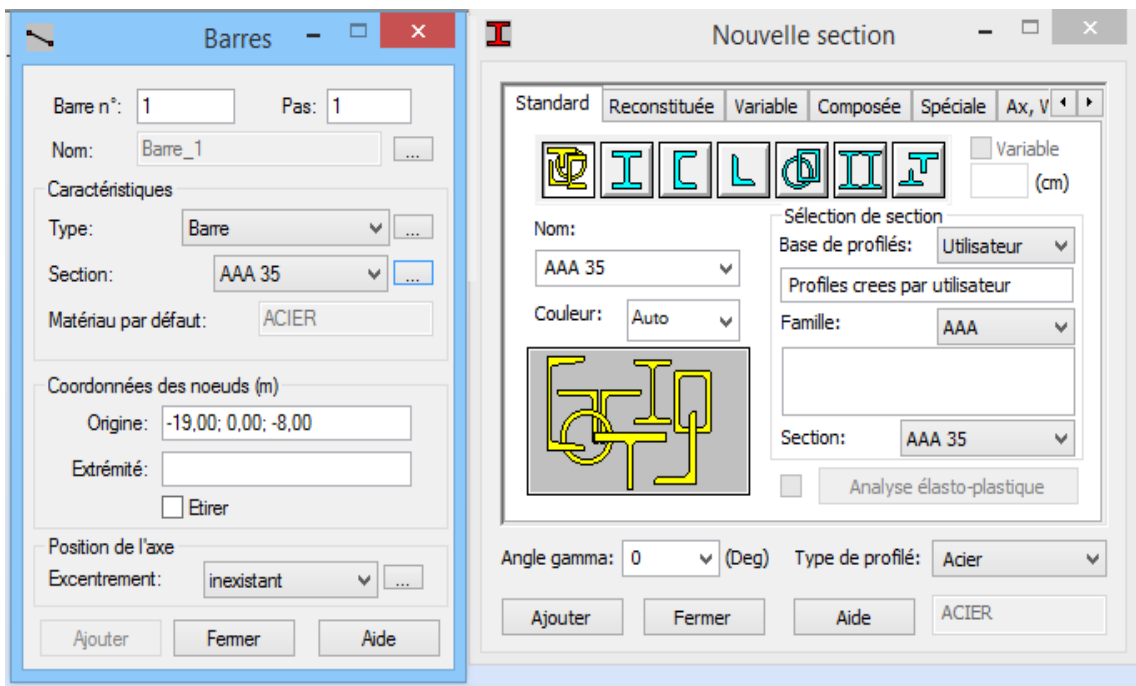 Barres
Barre n°: 1 Pas: 1
Nom: Barre_1 ...
Caractéristiques
Type: Barre ...
Section: AAA 35 ...
Matériau par défaut: ACIER
Coordonnées des noeuds (m)
Origine: -19,00; 0,00; -8,00
Extrémité:
Etirer
Position de l'axe
Excentrement: inexistant ...
Ajouter Fermer Aide
Nouvelle section
Standard Reconstituée Variable Composée Spéciale Ax, V
Variable
(cm)
Nom:
AAA 35
Couleur: Auto
Sélection de section
Base de profilés: Utilisateur
Profiles crees par utilisateur
Famille: AAA
Section: AAA 35
Analyse élasto-plastique
Angle gamma: 0 (Deg) Type de profilé: Acier
Ajouter Fermer Aide ACIER